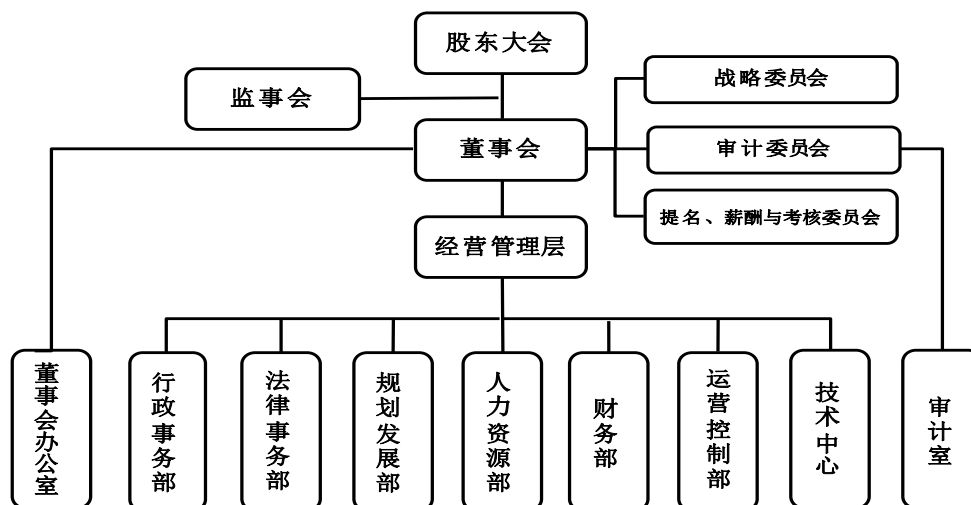 股东大会
战略委员会
监事会
董事会
审计委员会
提名、薪酬与考核委员会
经营管理层
董事会办公室
行政事务部
法律事务部
规划发展部
人力资源部
财务部
运营控制部
技术中心
审计室